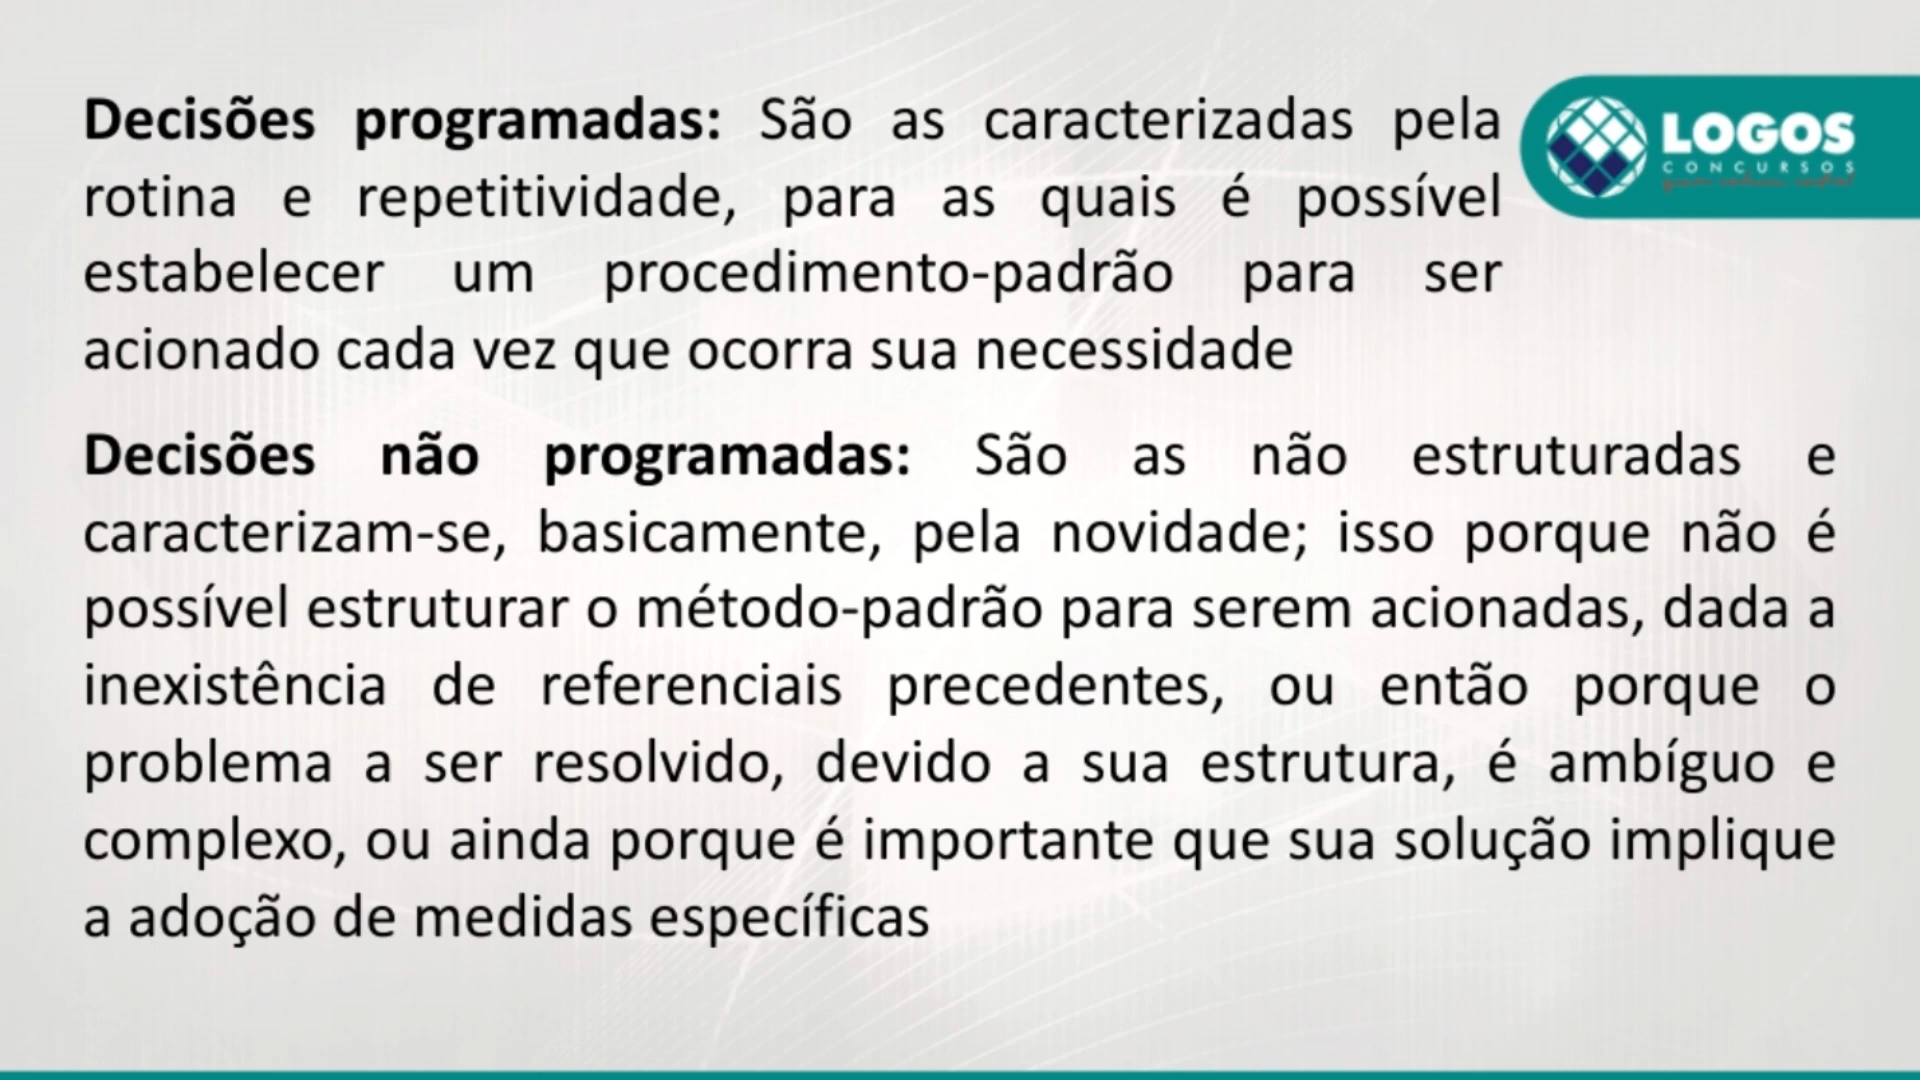 Decisões programadas: São as caracterizadas pela
rotina e repetitividade, para as quais é possível
estabelecer um procedimento-padrão para ser
acionado cada vez que ocorra sua necessidade
LOGOS
CONCURSOS
Decisões não programadas: São as não estruturadas e
caracterizam-se, basicamente, pela novidade; isso porque não é
possível estruturar o método-padrão para serem acionadas, dada a
inexistência de referenciais precedentes, ou então porque o
problema a ser resolvido, devido a sua estrutura, é ambíguo e
complexo, ou ainda porque é importante que sua solução implique
a adoção de medidas específicas